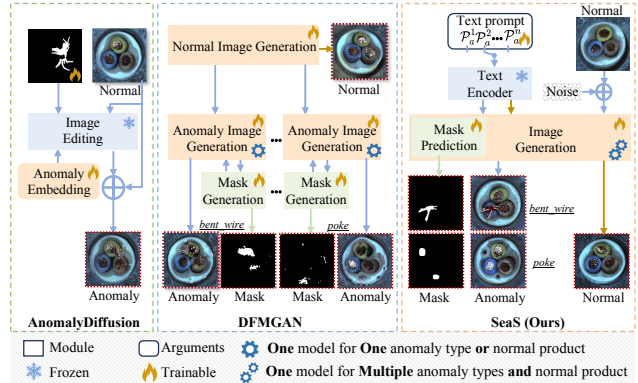 Normal
Image
Editing
Anomaly
Embedding
Anomaly
AnomalyDiffusion
Normal Image Generation
Normal
Anomaly Image
Generation
...
Anomaly Image
Generation
Mask
Generation
...
Mask
Generation
bent_wire
poke
Anomaly
Mask
Mask
Anomaly
DFMGAN
Text prompt
𝒫ₐ¹𝒫ₐ²...𝒫ₐⁿ
Normal
Text
Encoder
Noise
Mask
Prediction
Image
Generation
bent_wire
poke
Mask
Anomaly
Normal
SeaS (Ours)
Module
Arguments
One model for One anomaly type or normal product
Frozen
Trainable
One model for Multiple anomaly types and normal product